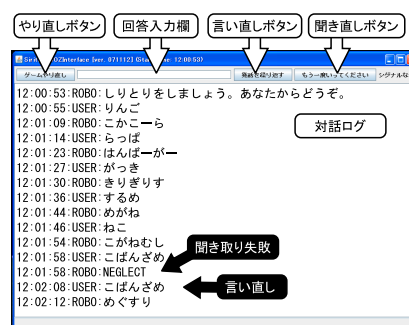 やり直しボタン 回答入力欄 言い直しボタン 聞き直しボタン
ゲームやり直し 発話を繰り返す もう一度いってください シグナルな
12:00:53:ROBO:しりとりをしましょう。あなたからどうぞ。
12:00:55:USER:りんご
12:01:09:ROBO:こかこーら
12:01:14:USER:らっぱ
対話ログ
12:01:23:ROBO:はんばーがー
12:01:27:USER:がっき
12:01:30:ROBO:きりぎりす
12:01:36:USER:するめ
12:01:44:ROBO:めがね
12:01:46:USER:ねこ
12:01:54:ROBO:こがねむし
聞き取り失敗
12:01:58:USER:こばんざめ
12:01:58:ROBO:NEGLECT
12:02:08:USER:こばんざめ
言い直し
12:02:12:ROBO:めぐすり